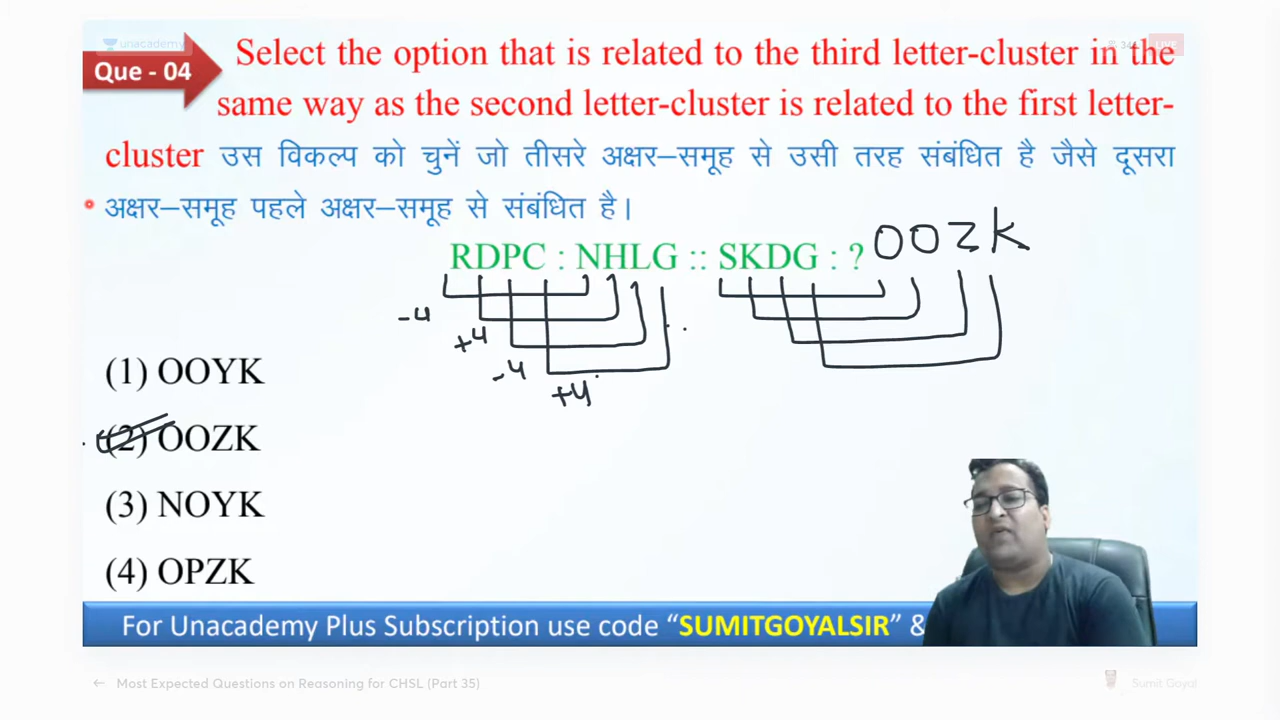 unacademy
LIVE
Que - 04
Select the option that is related to the third letter-cluster in the
same way as the second letter-cluster is related to the first letter-
cluster उस विकल्प को चुनें जो तीसरे अक्षर–समूह से उसी तरह संबंधित है जैसे दूसरा
अक्षर–समूह पहले अक्षर–समूह से संबंधित है।
RDPC : NHLG :: SKDG : ? OOZK
-4
+4
-4
+4
(1) OOYK
(2) OOZK
(3) NOYK
(4) OPZK
For Unacademy Plus Subscription use code “SUMITGOYALSIR” &
← Most Expected Questions on Reasoning for CHSL (Part 35)
Sumit Goyal